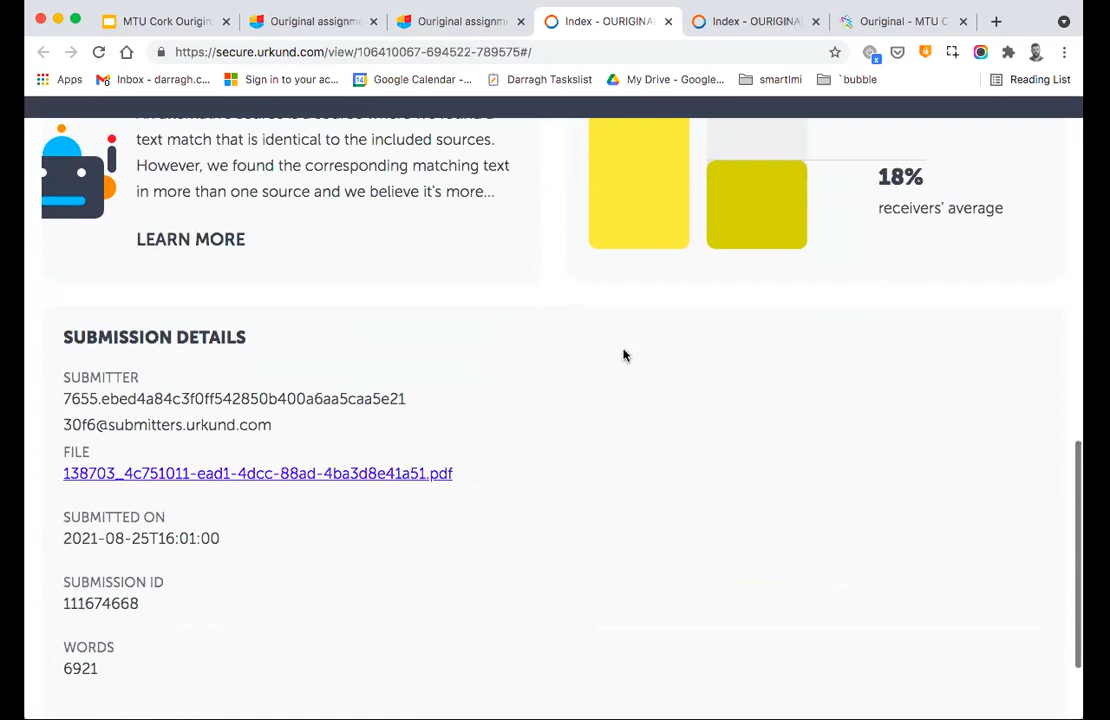 MTU Cork Ourigin
Ouriginal assignme
Ouriginal assignm
Index - OURIGINA
Index - OURIGINAL
Ouriginal - MTU C
https://secure.urkund.com/view/106410067-694522-789575#/
Apps
Inbox - darragh.c...
Sign in to your ac...
Google Calendar -...
Darragh Tasklist
My Drive - Google...
smartlmi
`bubble
Reading List
text match that is identical to the included sources.
However, we found the corresponding matching text
in more than one source and we believe it's more...
LEARN MORE
18%
receivers' average
SUBMISSION DETAILS
SUBMITTER
7655.ebed4a84c3f0ff542850b400a6aa5caa5e21
30f6@submitters.urkund.com
FILE
138703_4c751011-ead1-4dcc-88ad-4ba3d8e41a51.pdf
SUBMITTED ON
2021-08-25T16:01:00
SUBMISSION ID
111674668
WORDS
6921